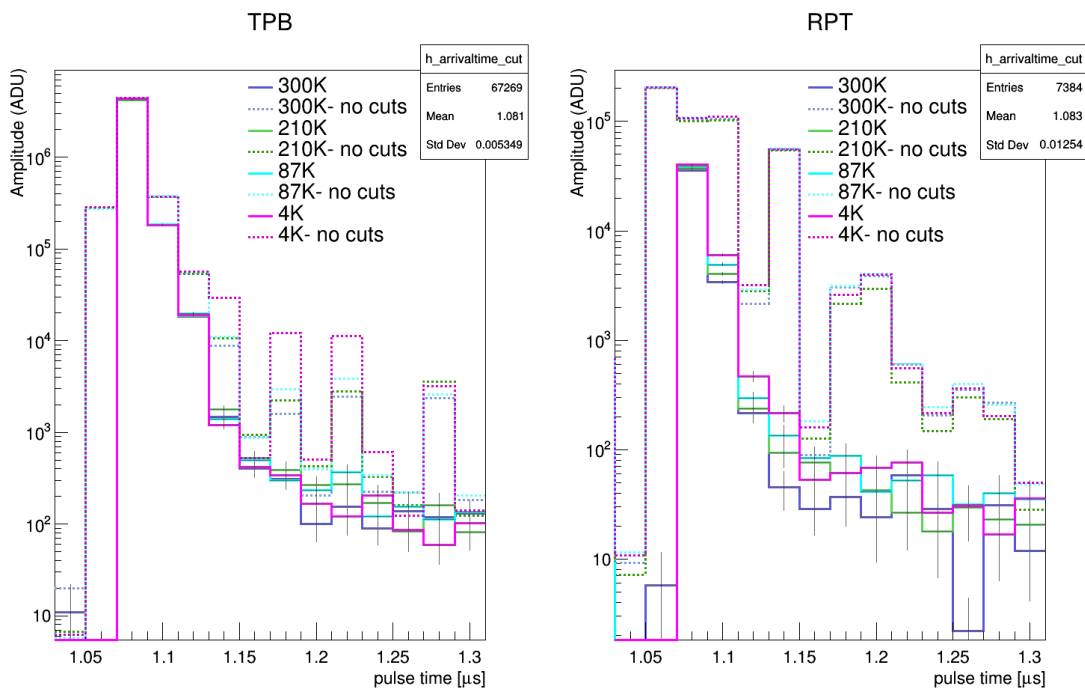 TPB
h_arrivaltime_cut
Entries 67269
Mean 1.081
Std Dev 0.005349
Amplitude (ADU)
300K
300K- no cuts
210K
210K- no cuts
87K
87K- no cuts
4K
4K- no cuts
10⁶
10⁵
10⁴
10³
10²
10
1.05 1.1 1.15 1.2 1.25 1.3
pulse time [μs]
RPT
h_arrivaltime_cut
Entries 7384
Mean 1.083
Std Dev 0.01254
Amplitude (ADU)
300K
300K- no cuts
210K
210K- no cuts
87K
87K- no cuts
4K
4K- no cuts
10⁵
10⁴
10³
10²
10
1.05 1.1 1.15 1.2 1.25 1.3
pulse time [μs]